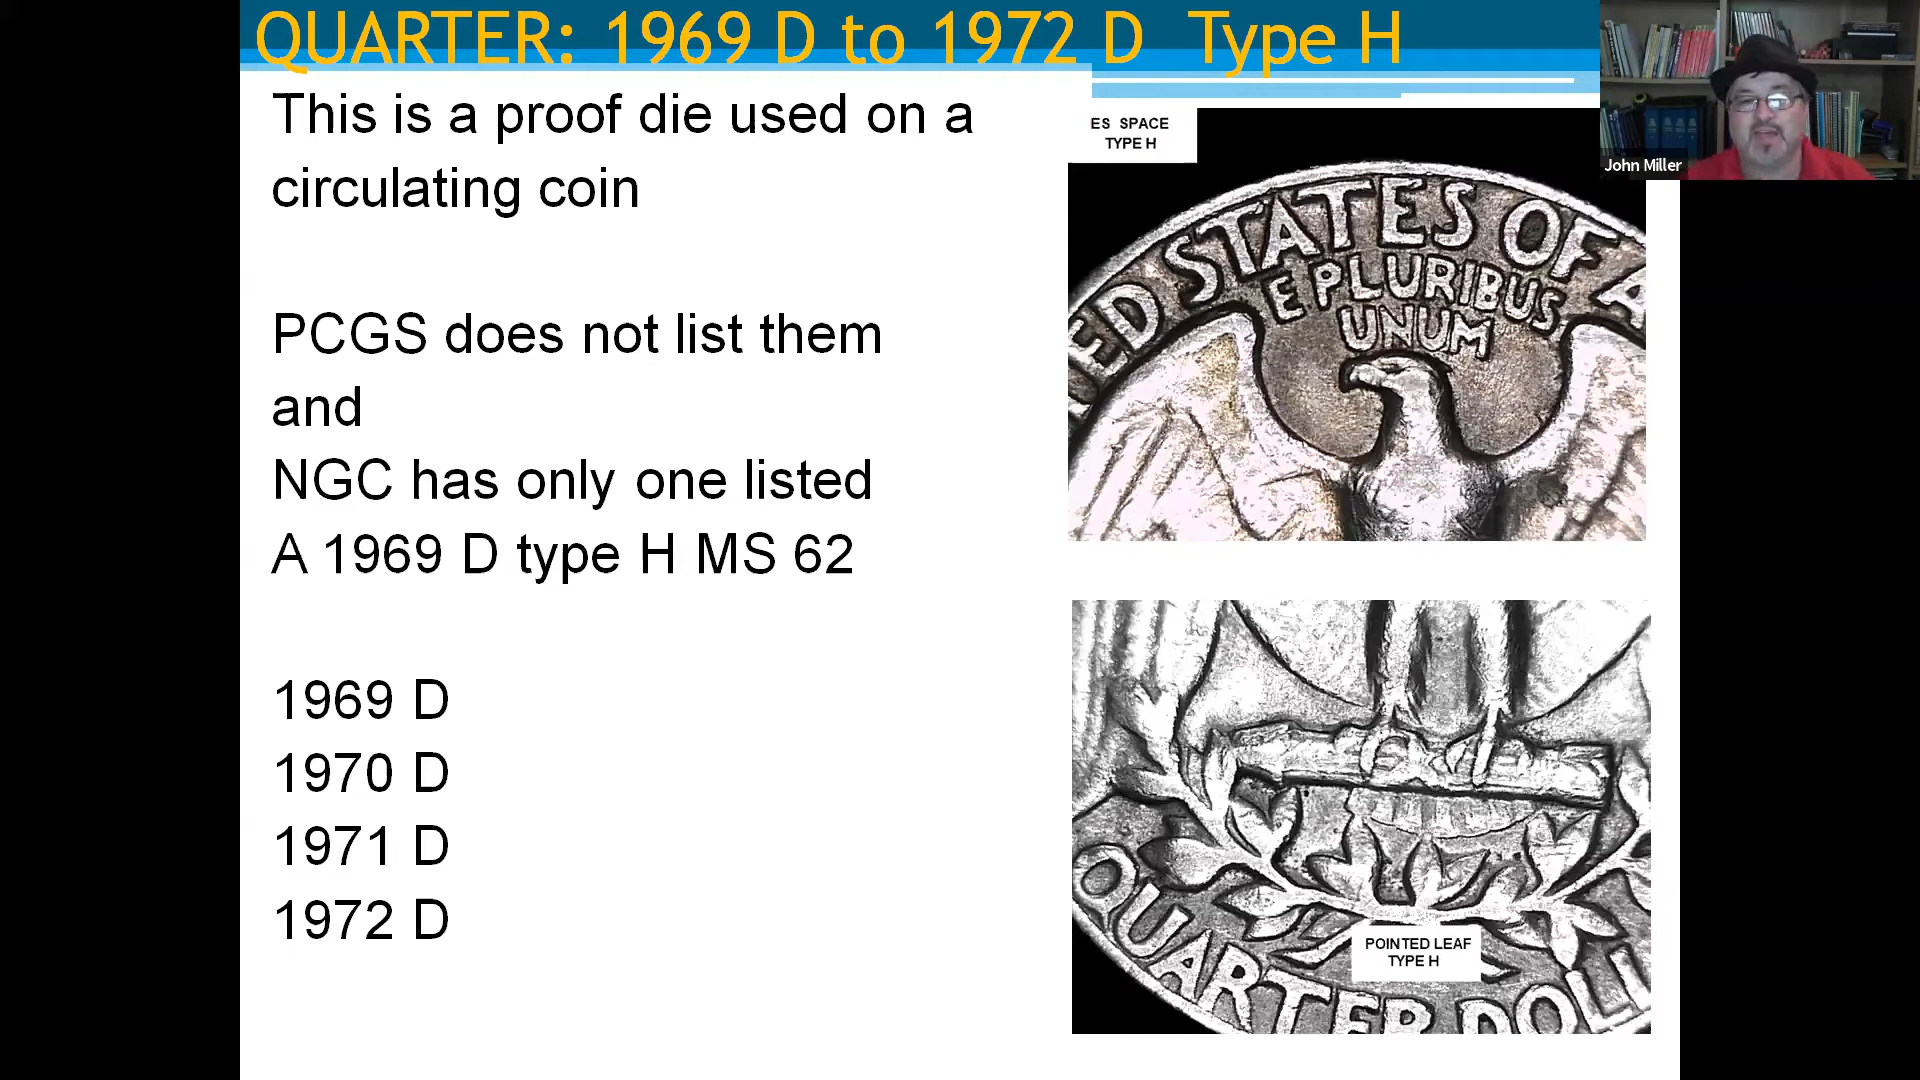 QUARTER: 1969 D to 1972 D Type H
This is a proof die used on a
circulating coin
PCGS does not list them
and
NGC has only one listed
A 1969 D type H MS 62
1969 D
1970 D
1971 D
1972 D
ES SPACE
TYPE H
STATES OF
E PLURIBUS
UNUM
POINTED LEAF
TYPE H
QUARTER DOLL
John Miller